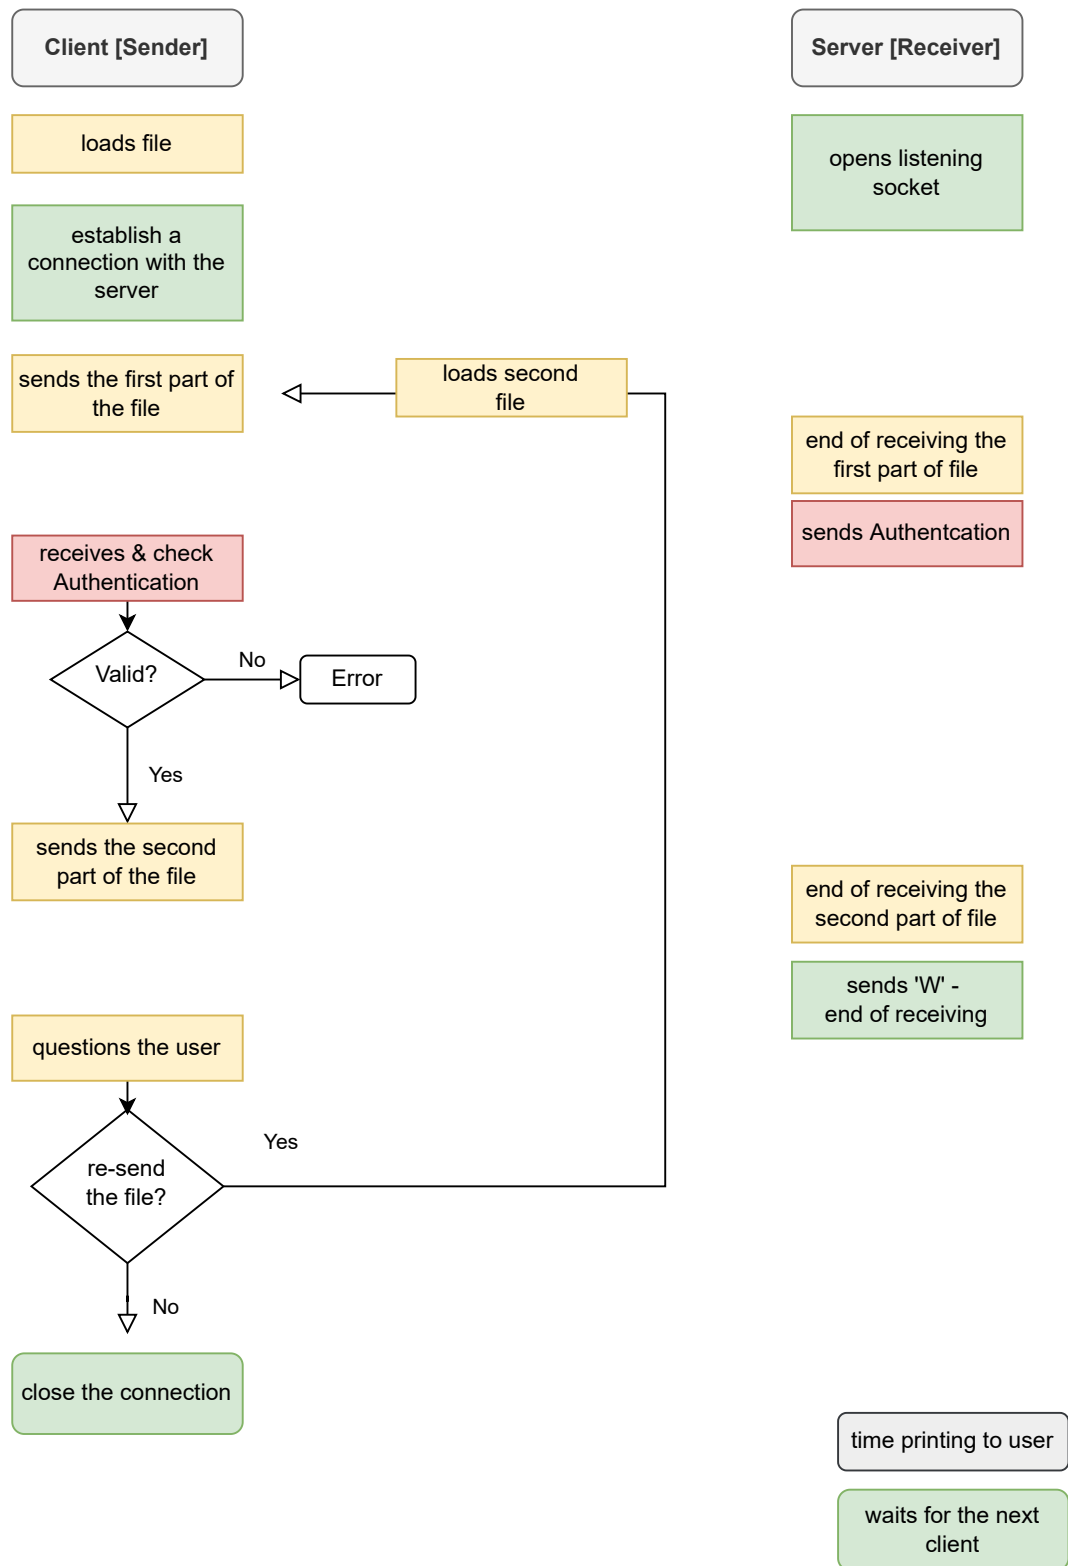 Client [Sender]
Server [Receiver]
loads file
opens listening
socket
establish a
connection with the
server
sends the first part of
the file
loads second
file
end of receiving the
first part of file
sends Authentcation
receives & check
Authentication
Valid?
No
Error
Yes
sends the second
part of the file
end of receiving the
second part of file
sends 'W' -
end of receiving
questions the user
Yes
re-send
the file?
No
close the connection
time printing to user
waits for the next
client